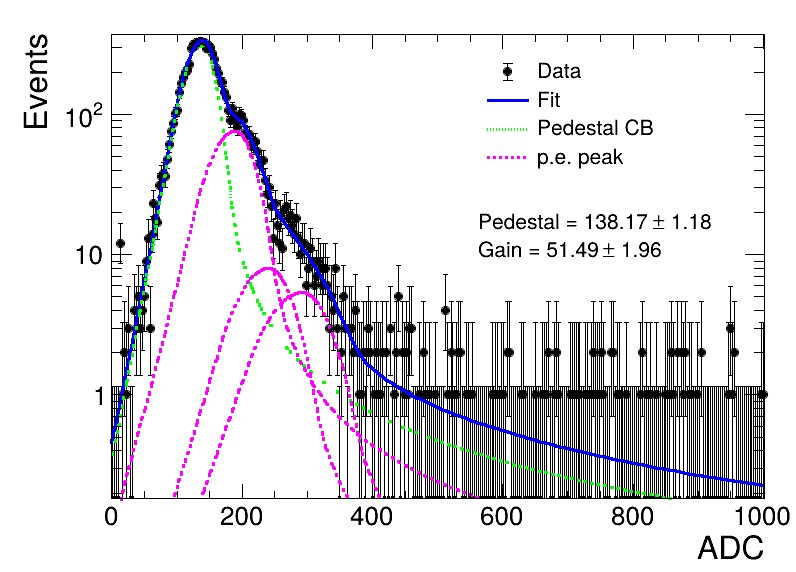 Events
10²
10
1
Data
Fit
Pedestal CB
p.e. peak
Pedestal = 138.17 ± 1.18
Gain = 51.49 ± 1.96
0 200 400 600 800 1000
ADC